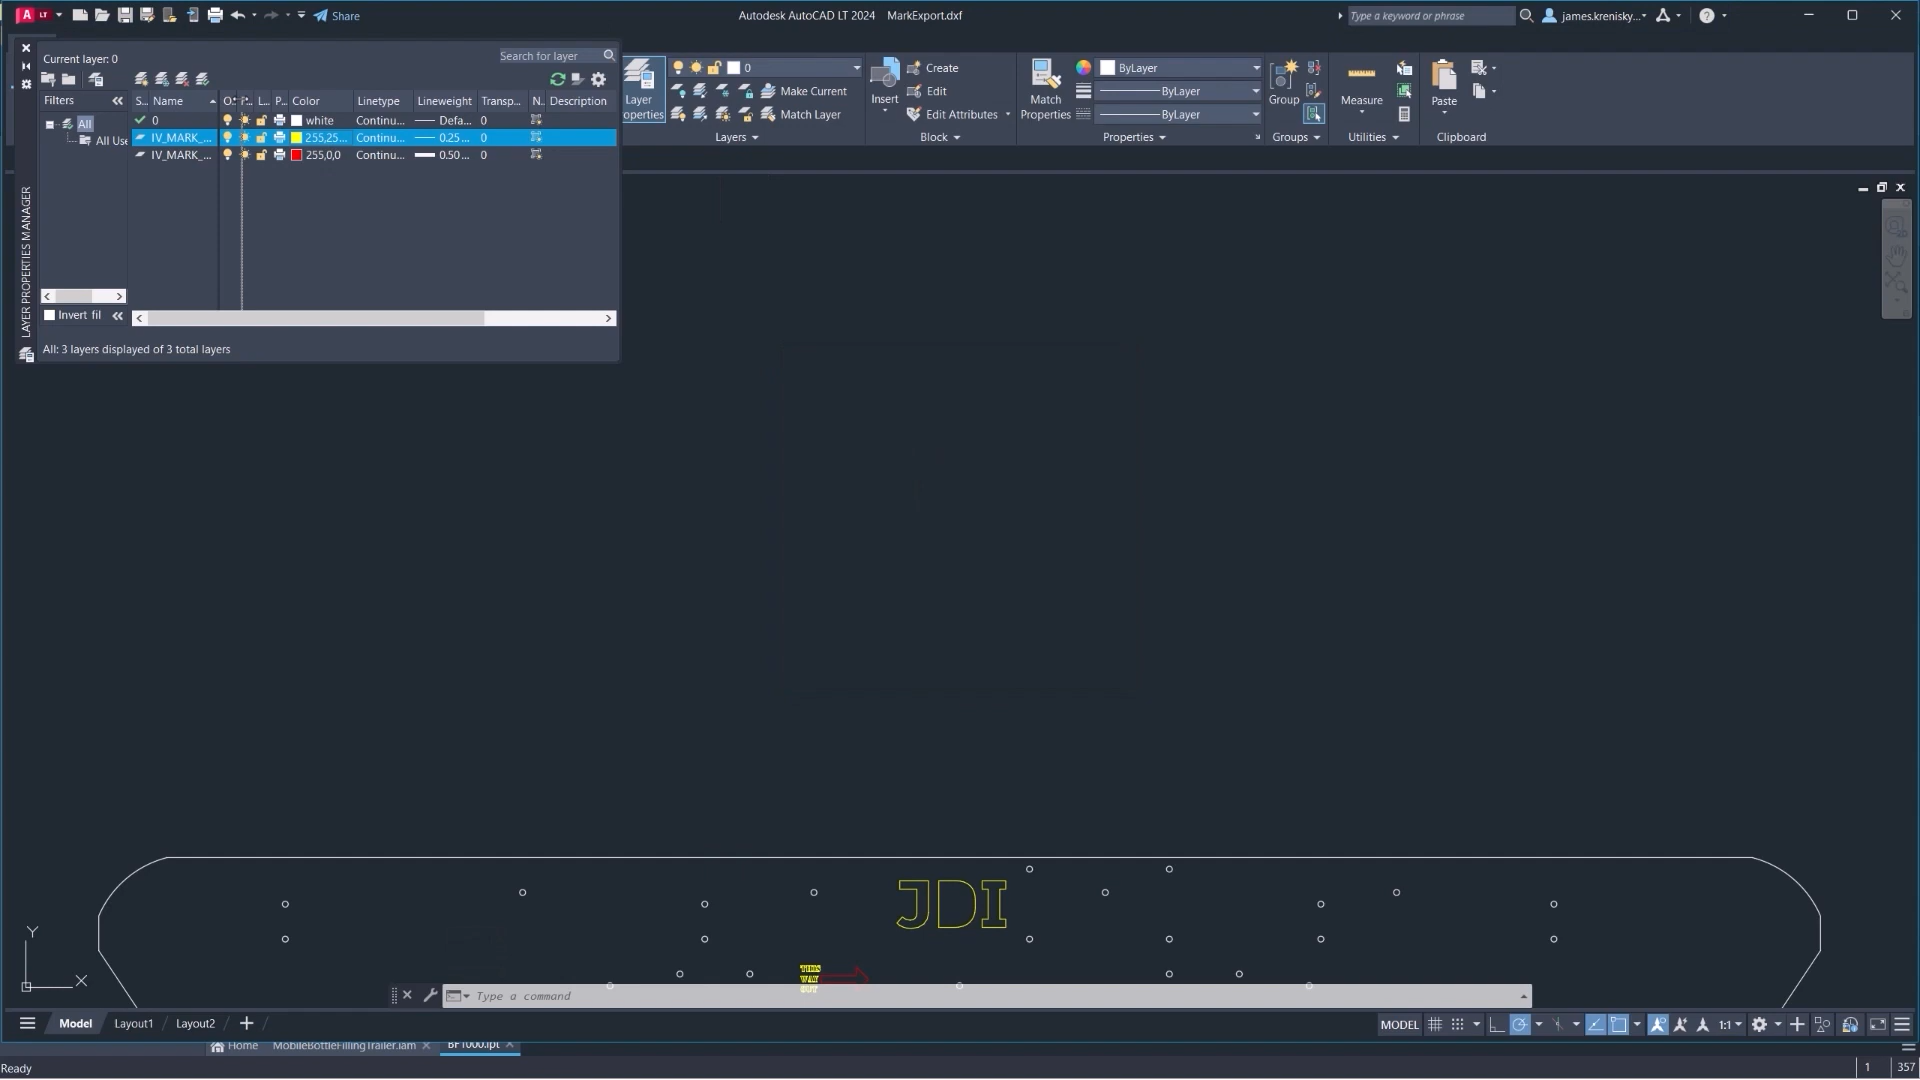 A LT Share Autodesk AutoCAD LT 2024 MarkExport.dxf Type a keyword or phrase james.krenisky...
Current layer: 0
Search for layer
Filters
S.. Name L.. P.. Color Linetype Lineweight Transp... N.. Description
All
All Use
0 white Continu... Defa... 0
IV_MARK_... 255,25... Continu... 0.25 ... 0
IV_MARK_... 255,0,0 Continu... 0.50 ... 0
Invert fil
All: 3 layers displayed of 3 total layers
LAYER PROPERTIES MANAGER
Layer
operties
0
Make Current
Match Layer
Layers
Insert
Create
Edit
Edit Attributes
Block
Match
Properties
ByLayer
ByLayer
ByLayer
Properties
Group
Groups
Measure
Utilities
Paste
Clipboard
JDI
THIS
WAY
OUT
Y
X
Type a command
Model Layout1 Layout2 MODEL 1:1
Home MobileBottleFillingTrailer.iam BF1000.ipt
Ready 1 357